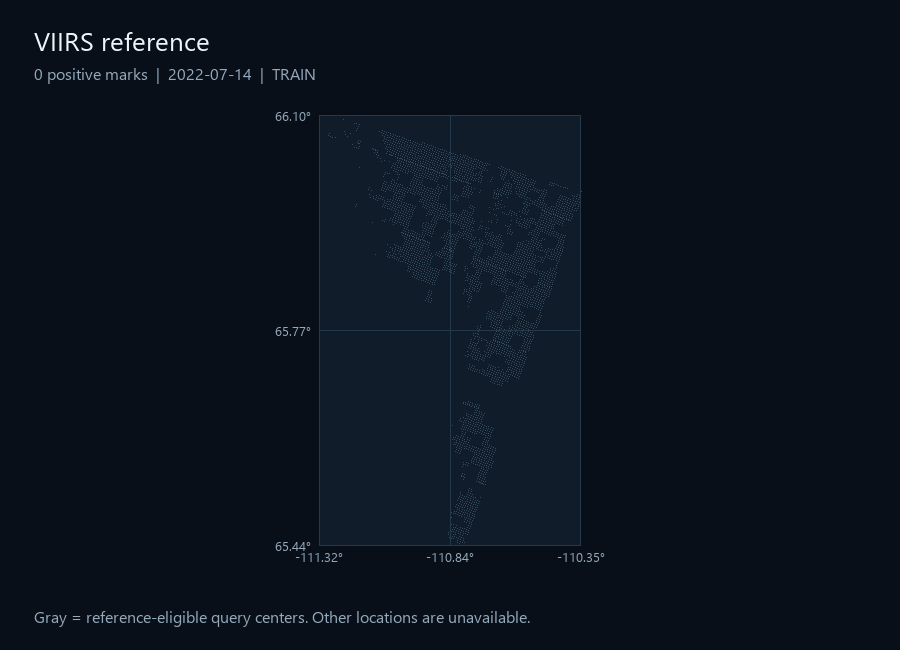 VIIRS reference
0 positive marks | 2022-07-14 | TRAIN
66.10°
65.77°
65.44°
-111.32° -110.84° -110.35°
Gray = reference-eligible query centers. Other locations are unavailable.